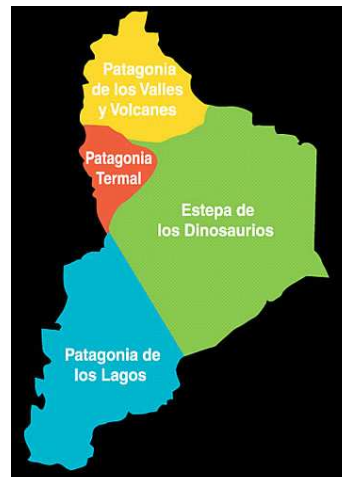 Patagonia
de los Valles
y Volcanes
Patagonia
Termal
Estepa de
los Dinosaurios
Patagonia de
los Lagos